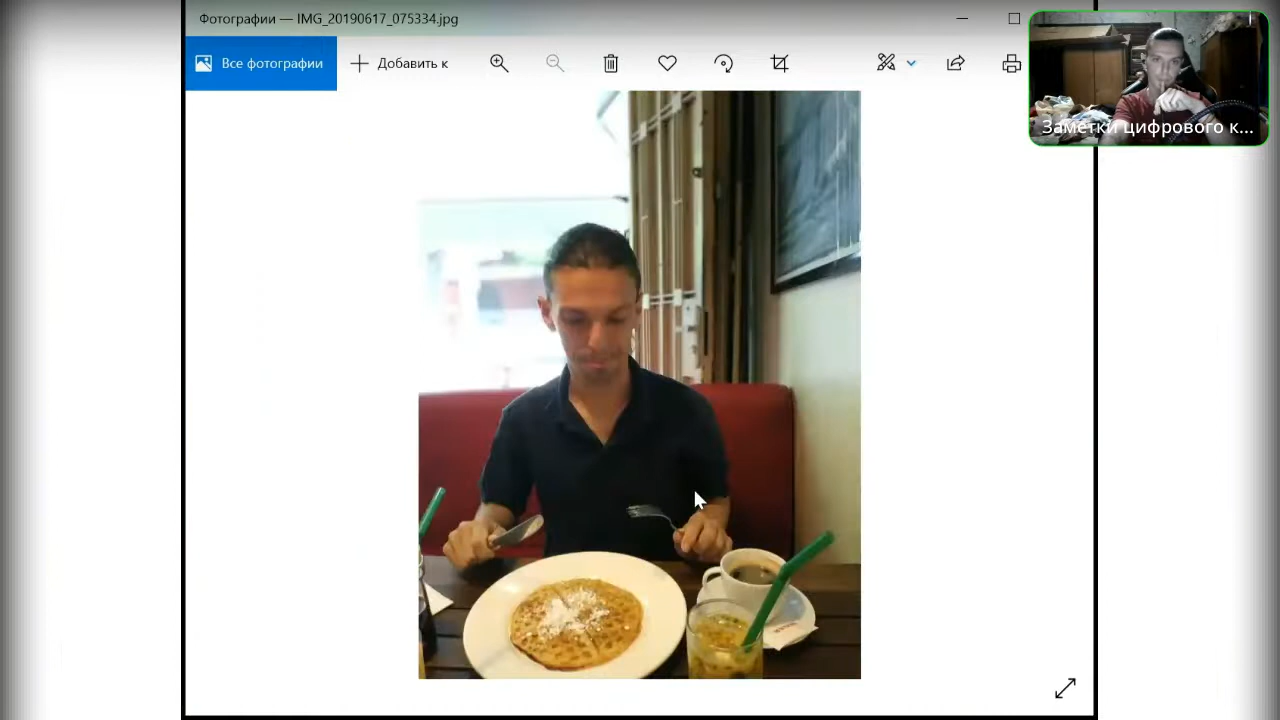 Фотографии — IMG_20190617_075334.jpg
Все фотографии
Добавить к
Заметки цифрового к...